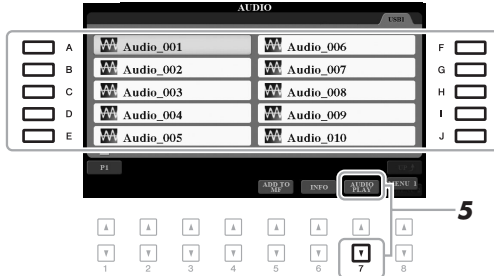 AUDIO
USB1
A Audio_001 Audio_006 F
B Audio_002 Audio_007 G
C Audio_003 Audio_008 H
D Audio_004 Audio_009 I
E Audio_005 Audio_010 J
P1
ADD TO MF INFO AUDIO PLAY MENU 1
5
1 2 3 4 5 6 7 8